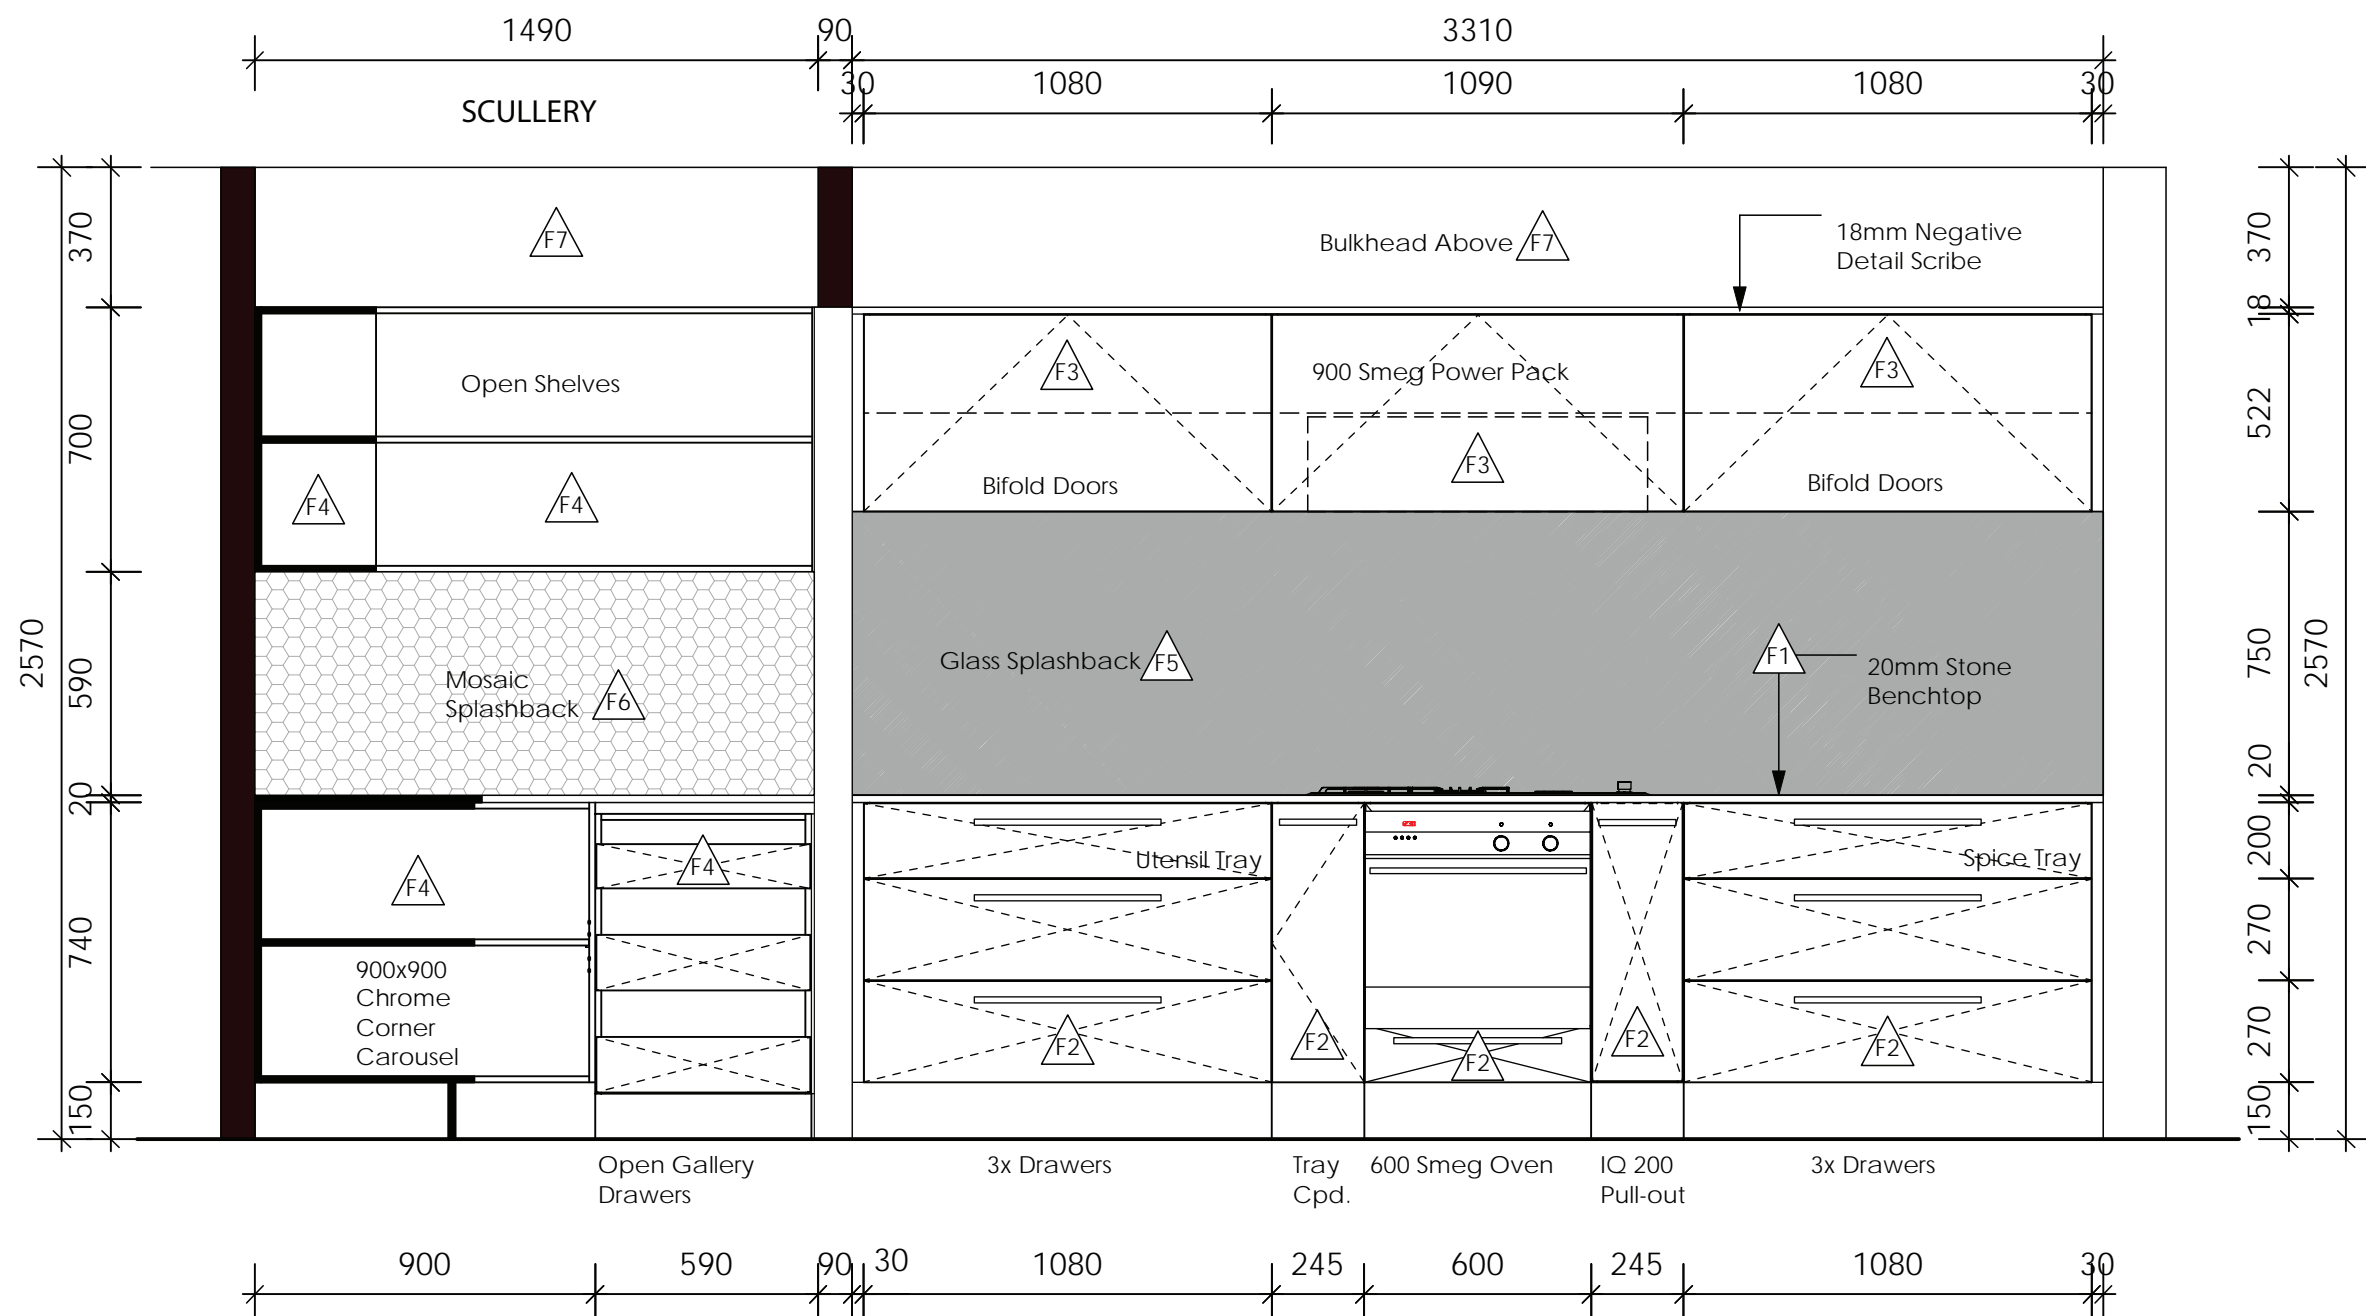 1490
90
3310
30
1080
1090
1080
30
SCULLERY
370
F7
Bulkhead Above
F7
18mm Negative
Detail Scribe
370
18
Open Shelves
F3
900 Smeg Power Pack
F3
700
522
F4
F4
Bifold Doors
F3
Bifold Doors
2570
590
Mosaic
Splashback
F6
Glass Splashback
F5
F1
20mm Stone
Benchtop
750
2570
20
20
F4
F4
Utensil Tray
Spice Tray
200
740
270
900x900
Chrome
Corner
Carousel
F2
F2
F2
F2
F2
270
150
150
Open Gallery
Drawers
3x Drawers
Tray
Cpd.
600 Smeg Oven
IQ 200
Pull-out
3x Drawers
900
590
90
30
1080
245
600
245
1080
30